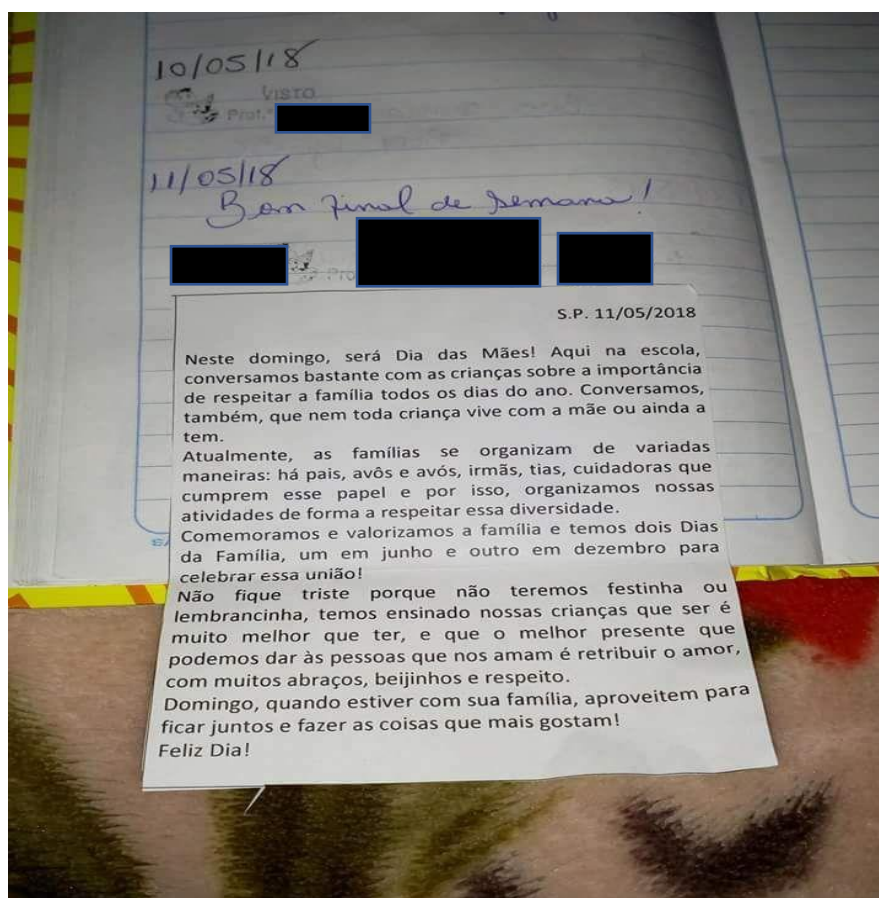 10/05/18
VISTO
Prof.ª
11/05/18
Bom final de semana!
S.P. 11/05/2018
Neste domingo, será Dia das Mães! Aqui na escola,
conversamos bastante com as crianças sobre a importância
de respeitar a família todos os dias do ano. Conversamos,
também, que nem toda criança vive com a mãe ou ainda a
tem.
Atualmente, as famílias se organizam de variadas
maneiras: há pais, avôs e avós, irmãs, tias, cuidadoras que
cumprem esse papel e por isso, organizamos nossas
atividades de forma a respeitar essa diversidade.
Comemoramos e valorizamos a família e temos dois Dias
da Família, um em junho e outro em dezembro para
celebrar essa união!
Não fique triste porque não teremos festinha ou
lembrancinha, temos ensinado nossas crianças que ser é
muito melhor que ter, e que o melhor presente que
podemos dar às pessoas que nos amam é retribuir o amor,
com muitos abraços, beijinhos e respeito.
Domingo, quando estiver com sua família, aproveitem para
ficar juntos e fazer as coisas que mais gostam!
Feliz Dia!